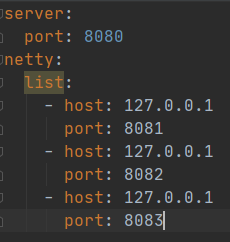 server:
  port: 8080
netty:
  list:
    - host: 127.0.0.1
      port: 8081
    - host: 127.0.0.1
      port: 8082
    - host: 127.0.0.1
      port: 8083